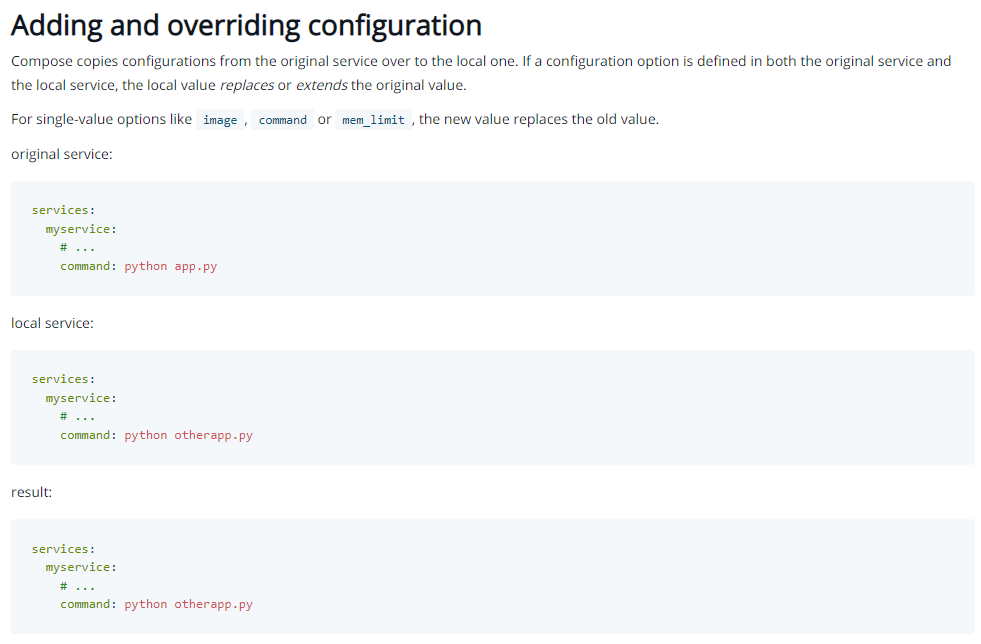 Adding and overriding configuration
Compose copies configurations from the original service over to the local one. If a configuration option is defined in both the original service and
the local service, the local value replaces or extends the original value.
For single-value options like image , command or mem_limit , the new value replaces the old value.
original service:
services:
  myservice:
    # ...
    command: python app.py
local service:
services:
  myservice:
    # ...
    command: python otherapp.py
result:
services:
  myservice:
    # ...
    command: python otherapp.py